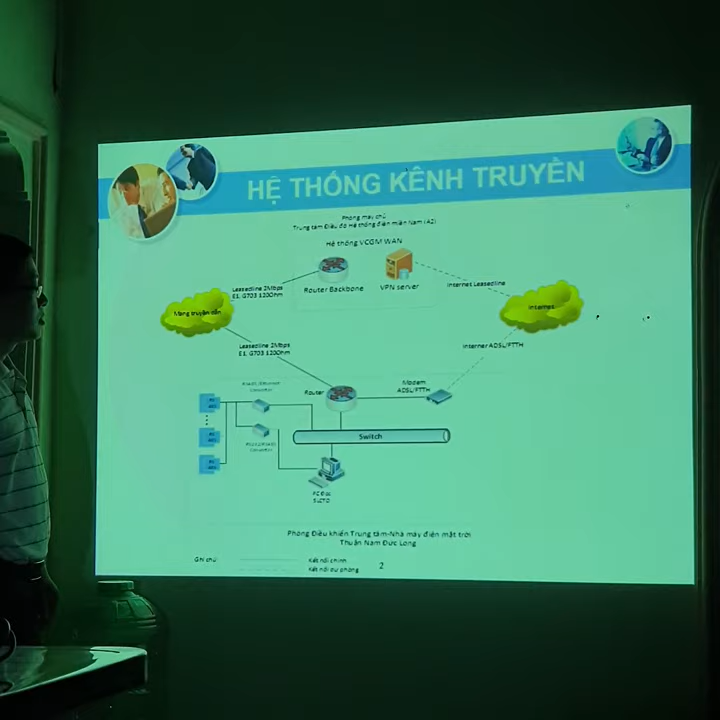 HỆ THỐNG KÊNH TRUYỀN
Phòng máy chủ
Trung tâm Điều độ Hệ thống điện miền Nam (A2)
Hệ thống VCGM WAN
Router Backbone
VPN server
Internet Leasedline
Leasedline 2Mbps
E1, G703 120Ohm
Mạng truyền dẫn
Internet
Leasedline 2Mbps
E1, G703 120Ohm
Internet ADSL/FTTH
Router
Modem
ADSL/FTTH
Switch
Phòng Điều khiển Trung tâm-Nhà máy điện mặt trời
Thuận Nam Đức Long
Ghi chú:
Kết nối chính
Kết nối dự phòng
2